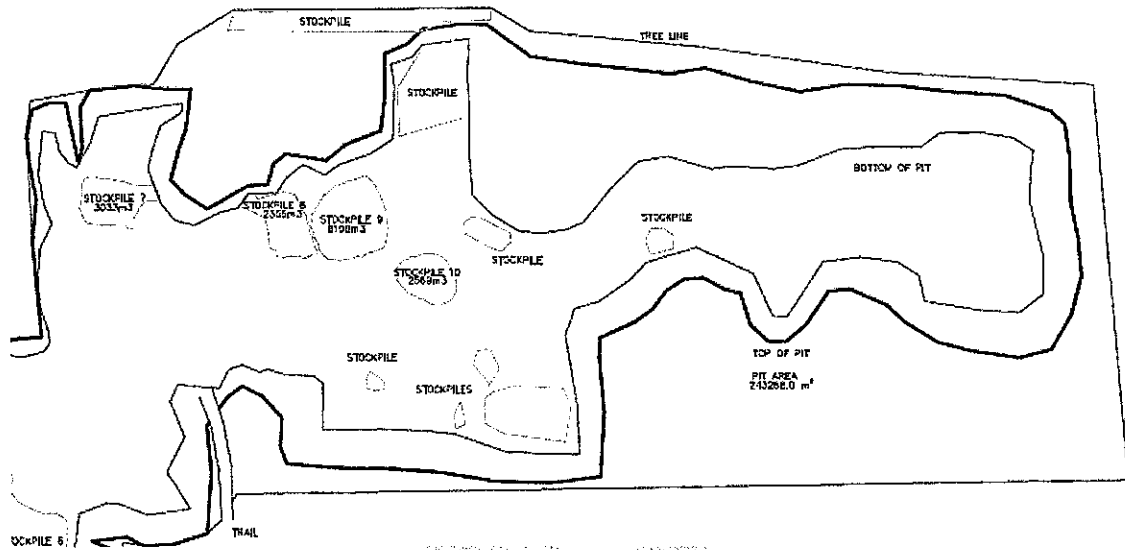 STOCKPILE
TREE LINE
STOCKPILE
BOTTOM OF PIT
STOCKPILE 7
3033m3
STOCKPILE 8
2355m3
STOCKPILE 9
8198m3
STOCKPILE
STOCKPILE
STOCKPILE 10
2569m3
STOCKPILE
STOCKPILES
TOP OF PIT
PIT AREA
243268.0 m²
TRAIL
OCKPILE 6